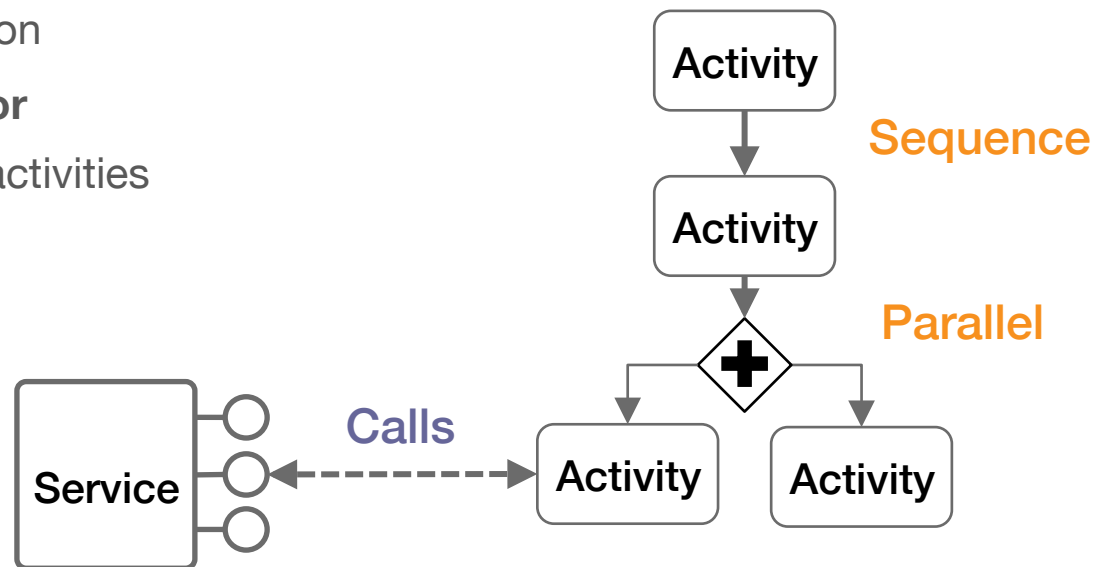 on
or
activities
Activity
Sequence
Activity
Parallel
Calls
Service
Activity
Activity